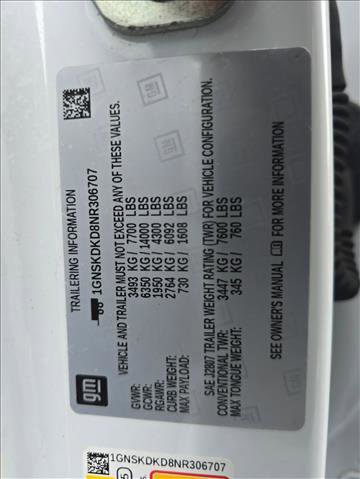 TRAILERING INFORMATION
1GNSKDKD8NR306707
VEHICLE AND TRAILER MUST NOT EXCEED ANY OF THESE VALUES.
GVWR: 3493 KG / 7700 LBS
GCWR: 6350 KG / 14000 LBS
RGAWR: 1950 KG / 4300 LBS
CURB WEIGHT: 2764 KG / 6092 LBS
MAX PAYLOAD: 730 KG / 1608 LBS
SAE J2807 TRAILER WEIGHT RATING (TWR) FOR VEHICLE CONFIGURATION.
CONVENTIONAL TWR: 3447 KG / 7600 LBS
MAX TONGUE WEIGHT: 345 KG / 760 LBS
SEE OWNER'S MANUAL FOR MORE INFORMATION
gm
1GNSKDKD8NR306707